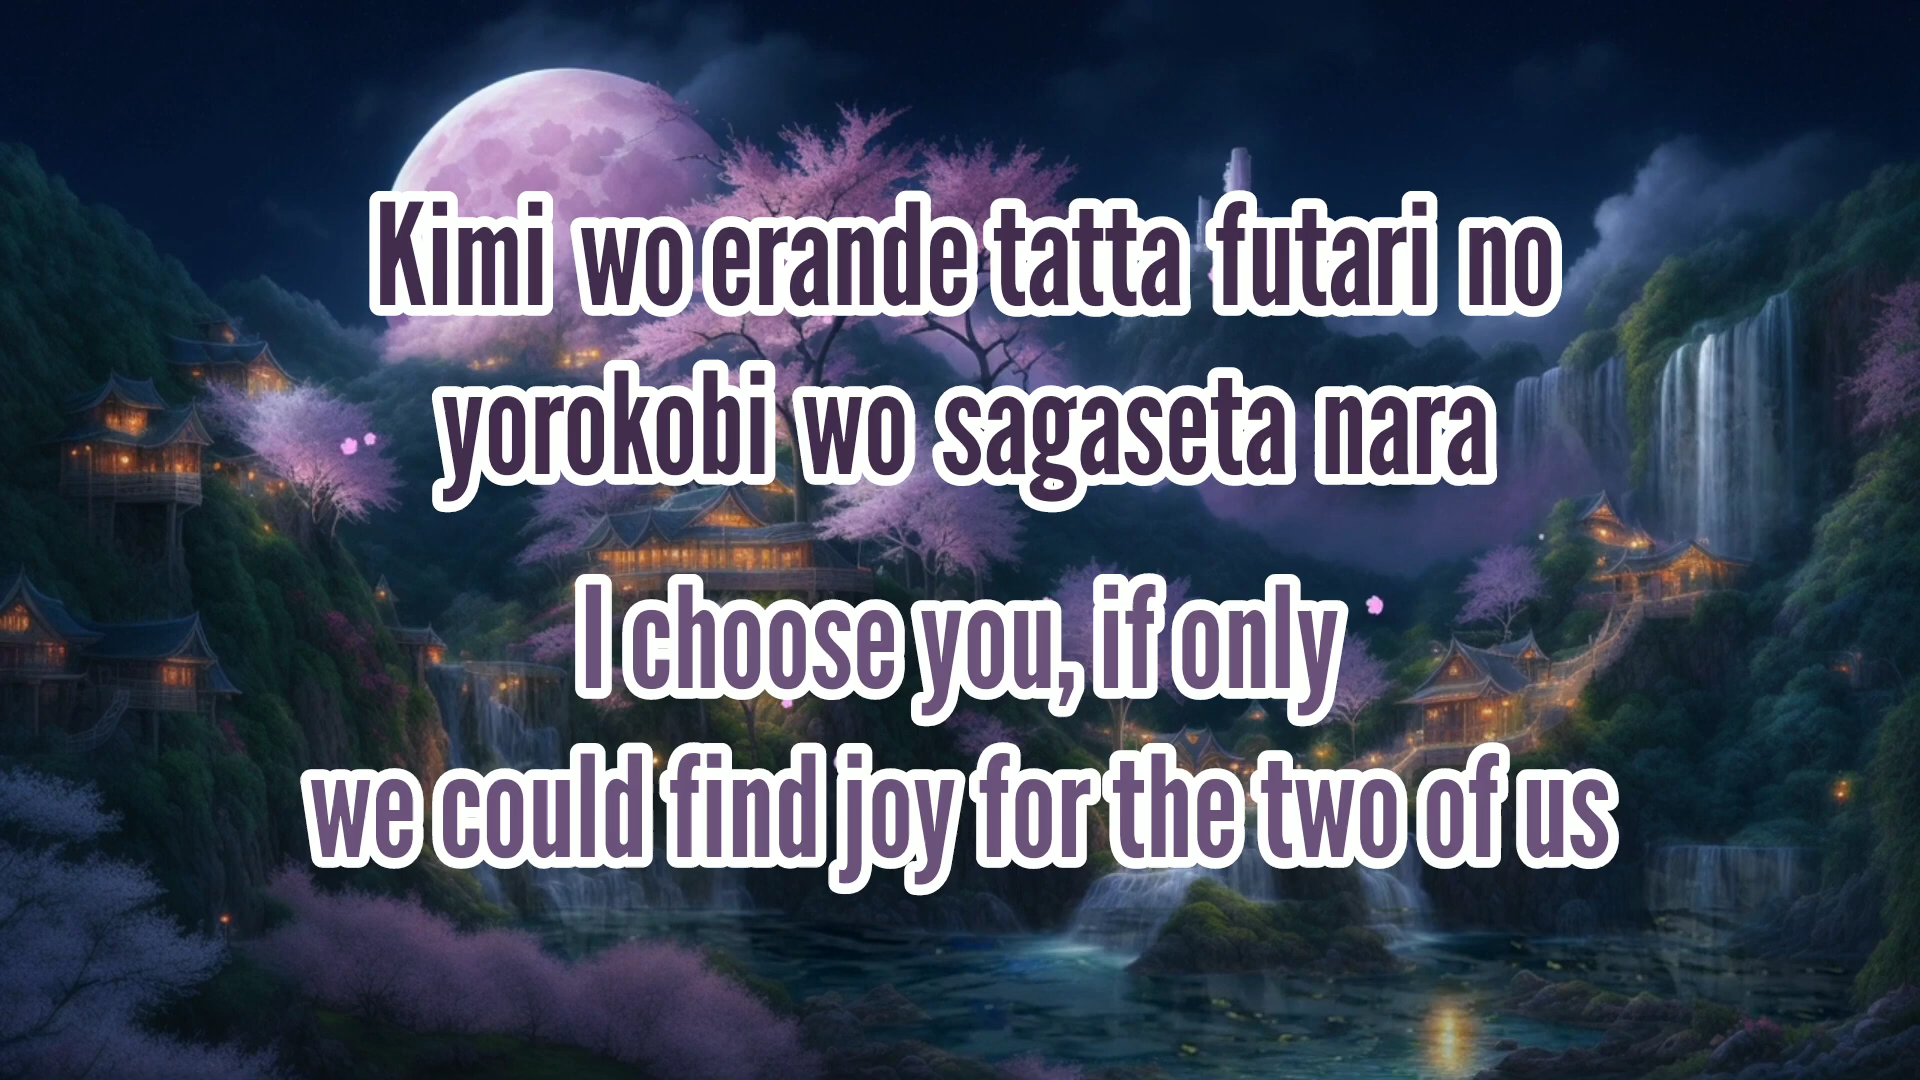 Kimi wo erande tatta futari no
yorokobi wo sagaseta nara
I choose you, if only
we could find joy for the two of us